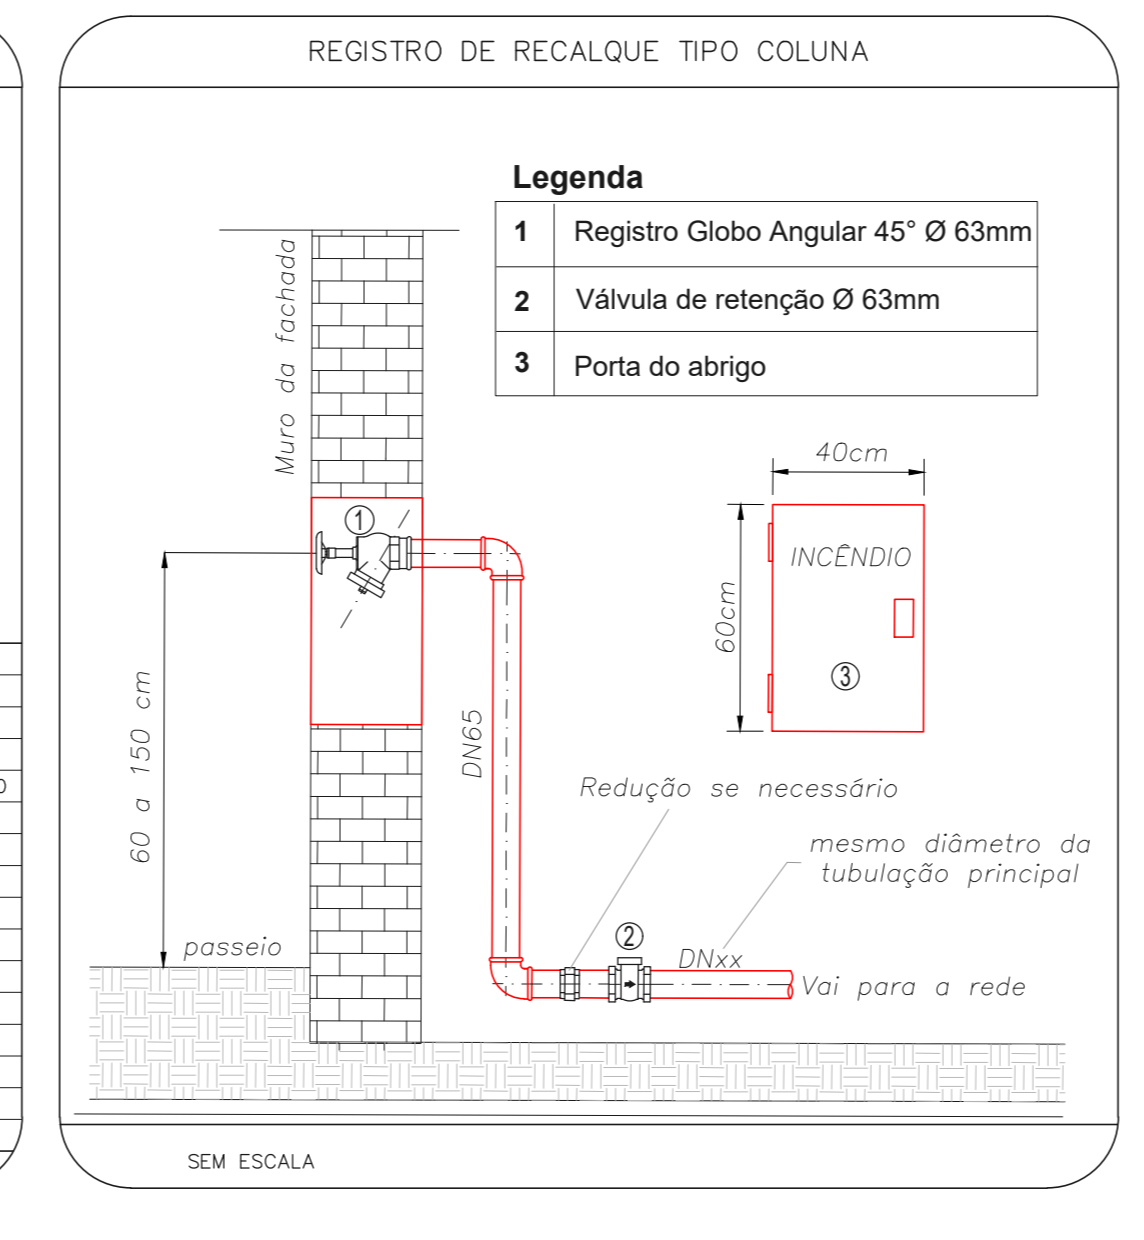 REGISTRO DE RECALQUE TIPO COLUNA
Legenda
1 Registro Globo Angular 45° Ø 63mm
2 Válvula de retenção Ø 63mm
3 Porta do abrigo
Muro da fachada
40cm
1
INCÊNDIO
60cm
3
60 a 150 cm
DN65
Redução se necessário
mesmo diâmetro da
tubulação principal
passeio
2
DNxx
Vai para a rede
SEM ESCALA